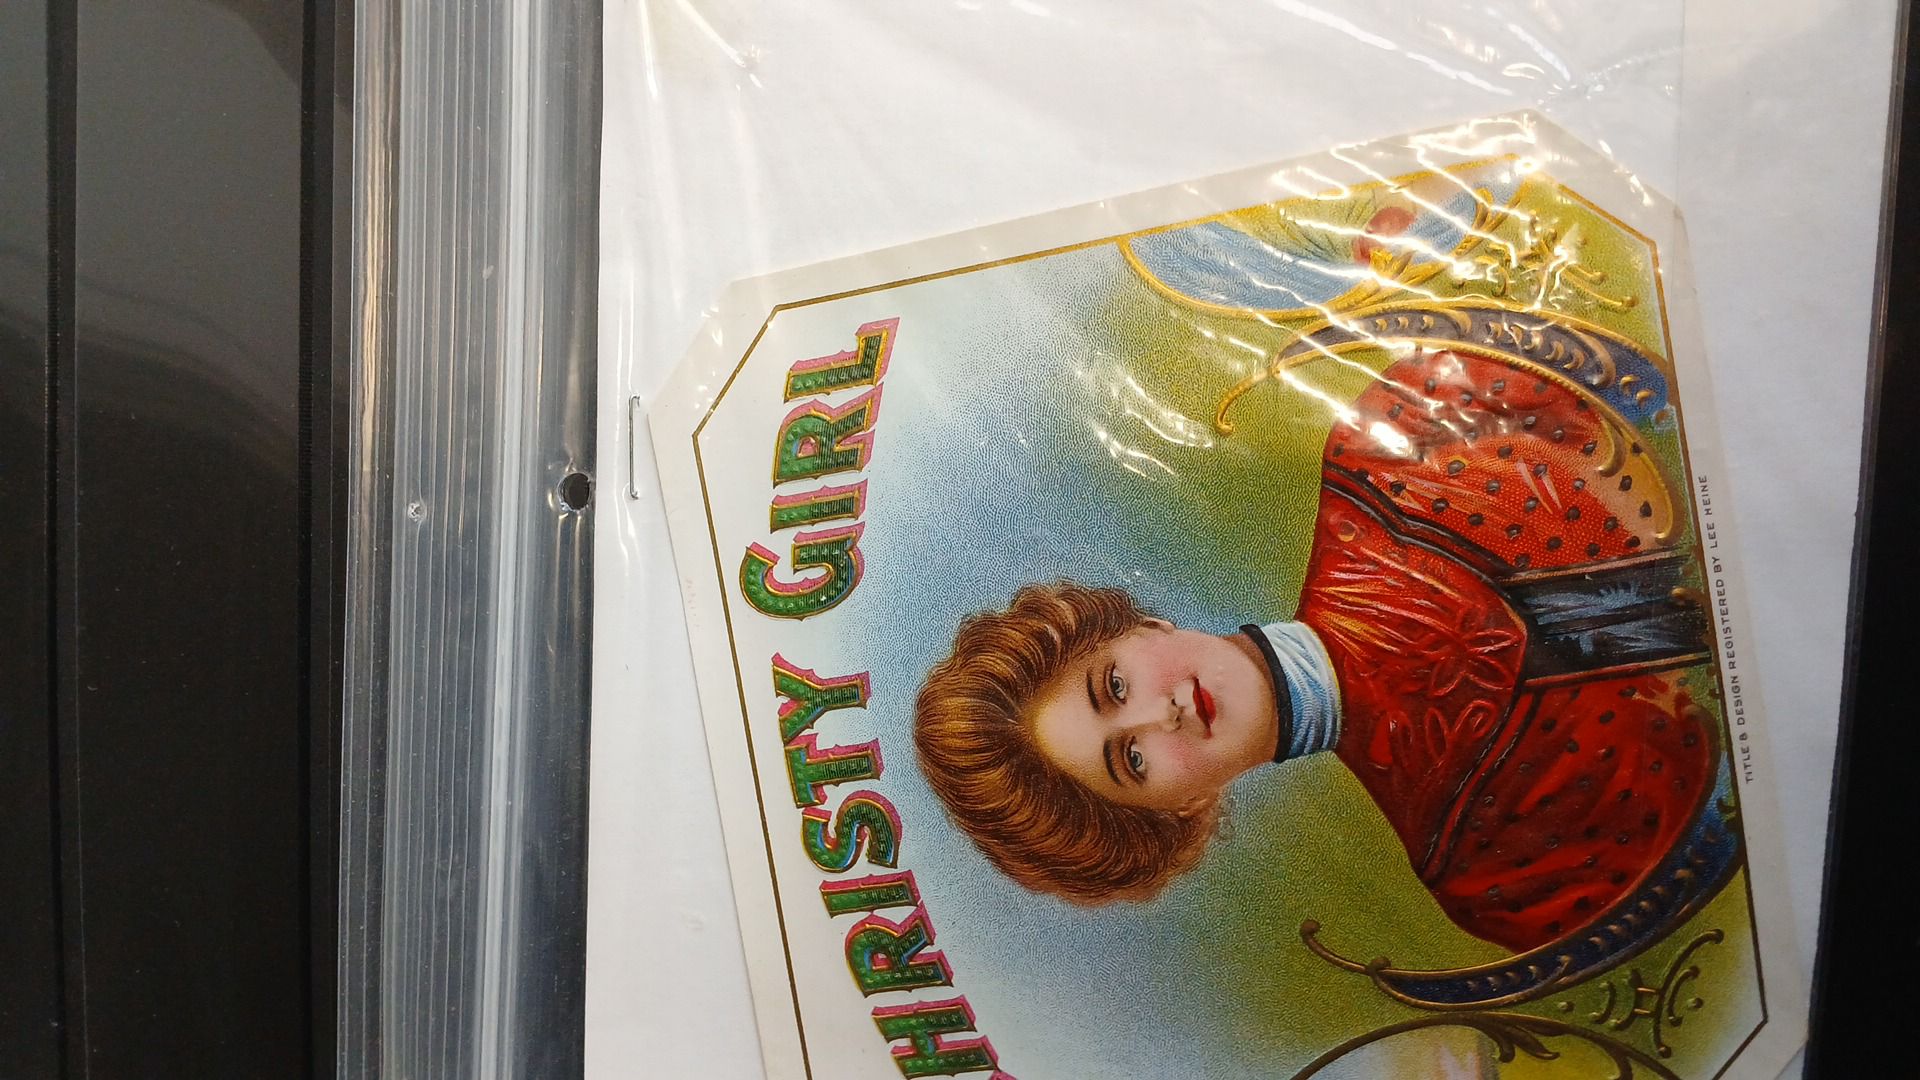 HRISTY GIRL
TITLE & DESIGN REGISTERED BY LEE HEINE